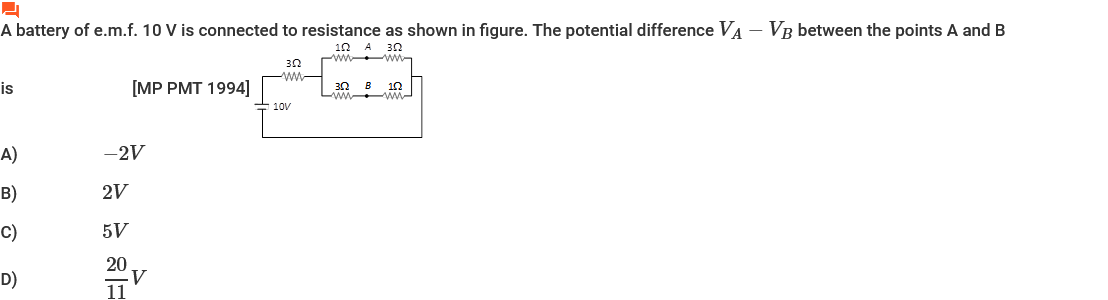 A battery of e.m.f. 10 V is connected to resistance as shown in figure. The potential difference V_A − V_B between the points A and B
is [MP PMT 1994]
1Ω A 3Ω
3Ω
3Ω B 1Ω
10V
A) −2V
B) 2V
C) 5V
D) 20/11 V